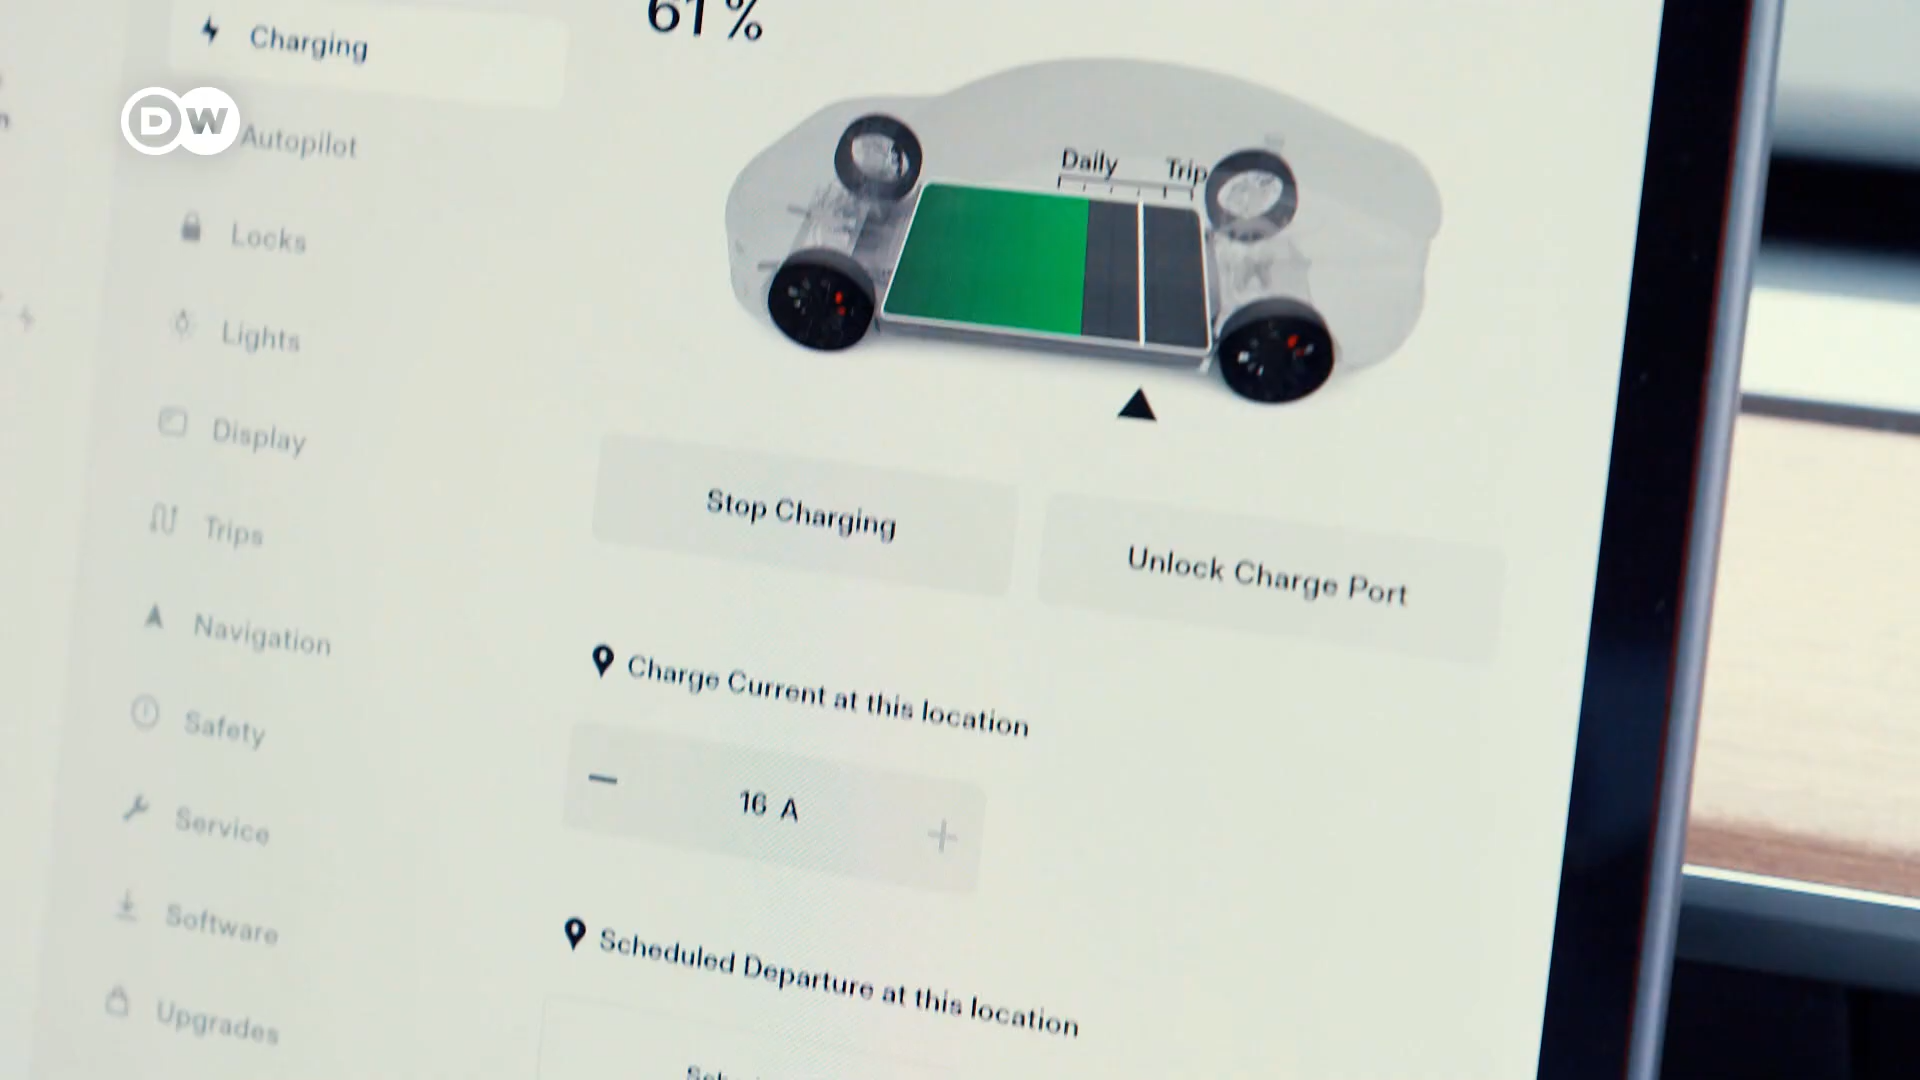 61%
Charging
DW
Autopilot
Daily
Trip
Locks
Lights
Display
Stop Charging
Unlock Charge Port
Trips
Navigation
Charge Current at this location
Safety
16 A
Service
Software
Scheduled Departure at this location
Upgrades